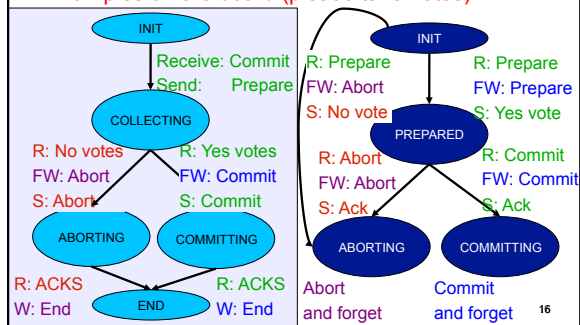 INIT
Receive: Commit
Send: Prepare
COLLECTING
R: No votes
FW: Abort
S: Abort
R: Yes votes
FW: Commit
S: Commit
ABORTING
COMMITTING
R: ACKS
W: End
R: ACKS
W: End
END
INIT
R: Prepare
FW: Abort
S: No vote
R: Prepare
FW: Prepare
S: Yes vote
PREPARED
R: Abort
FW: Abort
S: Ack
R: Commit
FW: Commit
S: Ack
ABORTING
COMMITTING
Abort
and forget
Commit
and forget
16